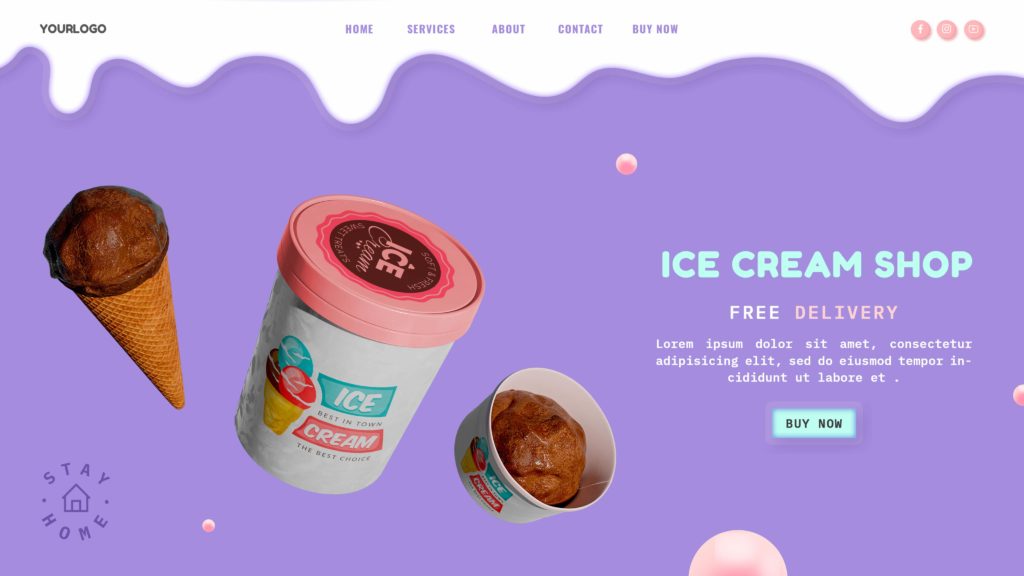 YOURLOGO
HOME SERVICES ABOUT CONTACT BUY NOW
SWEET TREATS
ICE
Cream
SOFT & FRESH
ICE
BEST IN TOWN
CREAM
THE BEST CHOICE
ICE
CREAM
ICE CREAM SHOP
FREE DELIVERY
Lorem ipsum dolor sit amet, consectetur
adipisicing elit, sed do eiusmod tempor in-
cididunt ut labore et .
BUY NOW
STAY
HOME